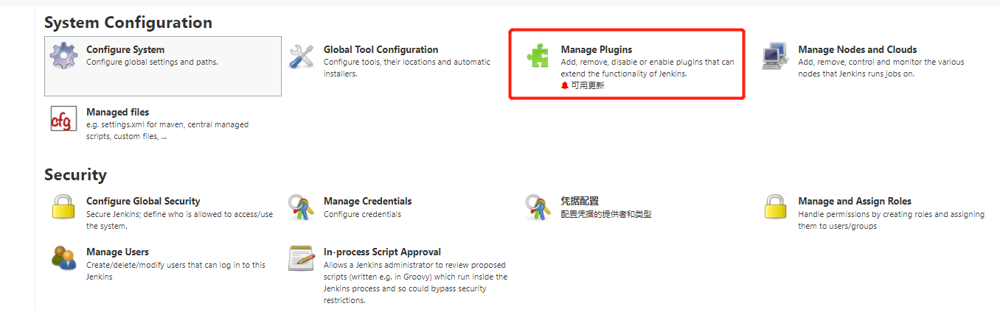 System Configuration
Configure System
Configure global settings and paths.
Global Tool Configuration
Configure tools, their locations and automatic
installers.
Manage Plugins
Add, remove, disable or enable plugins that can
extend the functionality of Jenkins.
可用更新
Manage Nodes and Clouds
Add, remove, control and monitor the various
nodes that Jenkins runs jobs on.
cfg
Managed files
e.g. settings.xml for maven, central managed
scripts, custom files, ...
Security
Configure Global Security
Secure Jenkins; define who is allowed to access/use
the system.
Manage Credentials
Configure credentials
凭据配置
配置凭据的提供者和类型
Manage and Assign Roles
Handle permissions by creating roles and assigning
them to users/groups
Manage Users
Create/delete/modify users that can log in to this
Jenkins
In-process Script Approval
Allows a Jenkins administrator to review proposed
scripts (written e.g. in Groovy) which run inside the
Jenkins process and so could bypass security
restrictions.